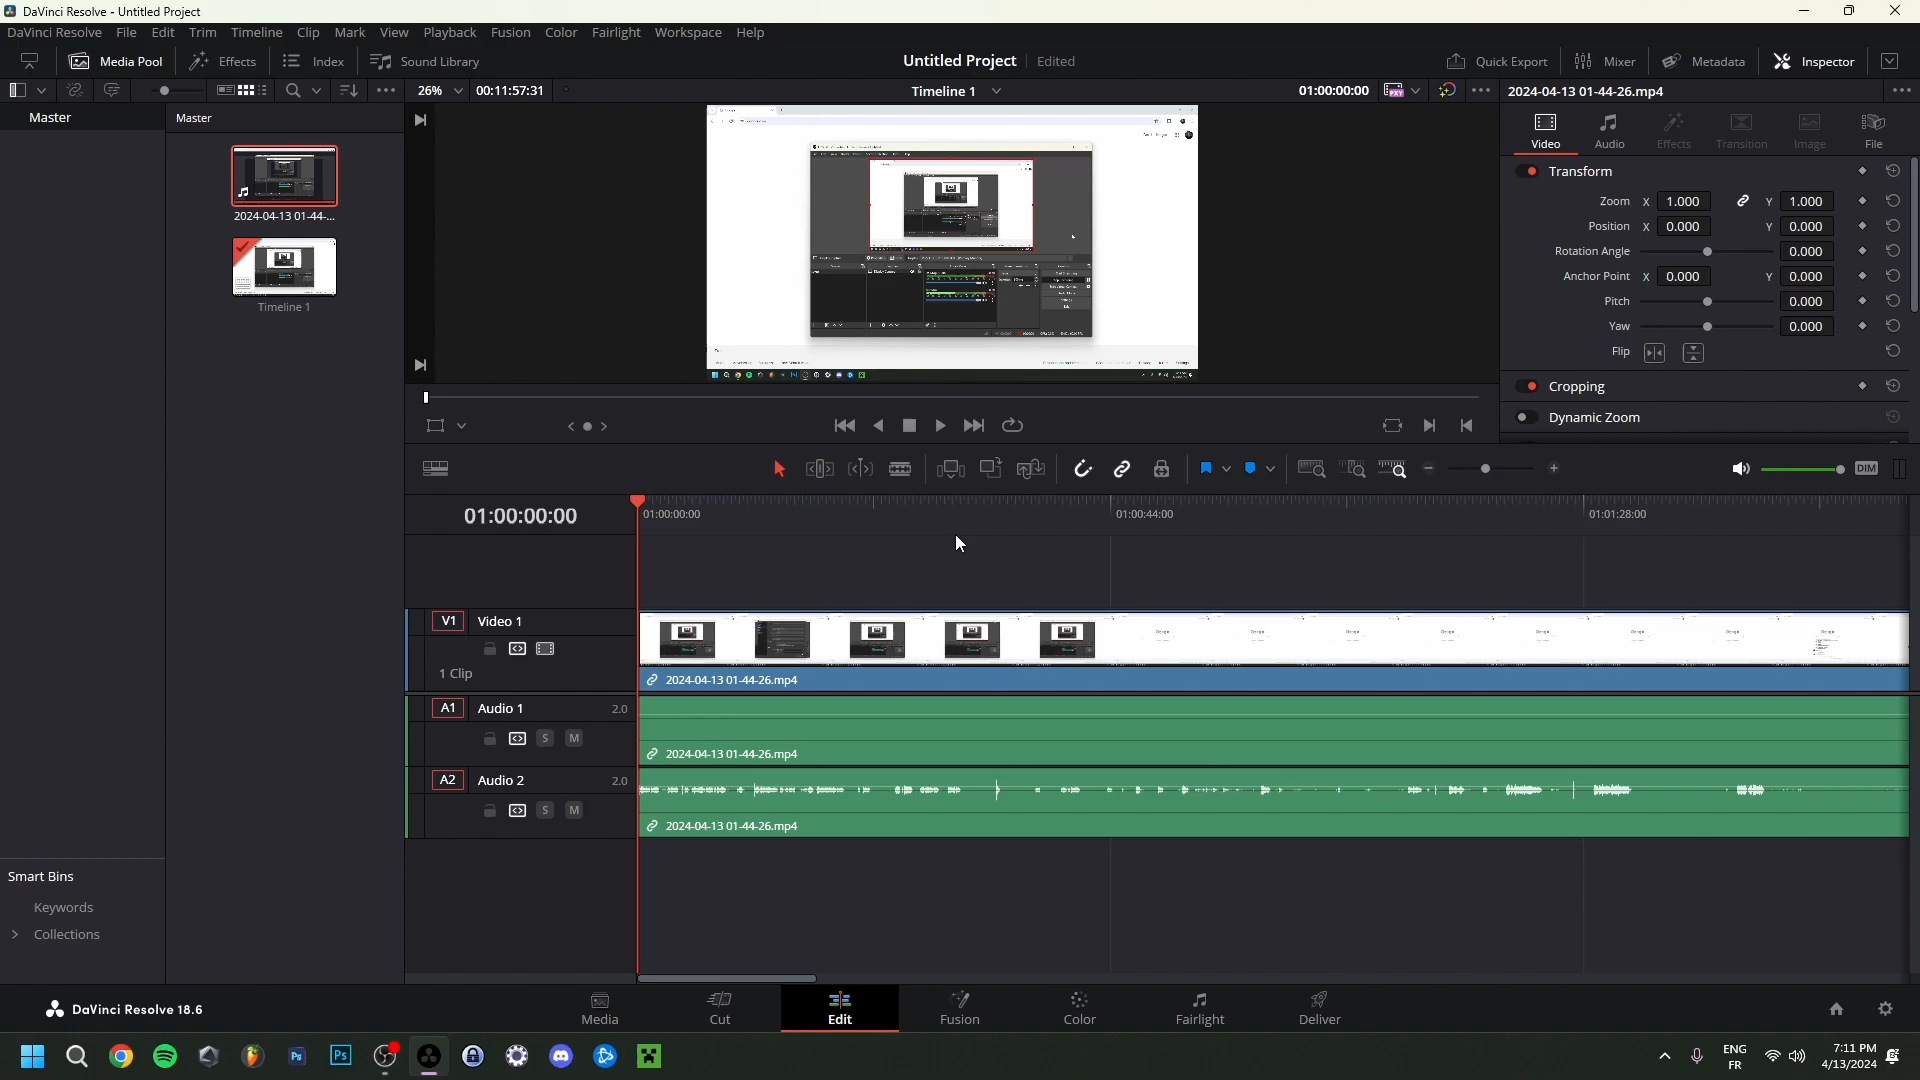 DaVinci Resolve - Untitled Project
DaVinci Resolve File Edit Trim Timeline Clip Mark View Playback Fusion Color Fairlight Workspace Help
Media Pool Effects Index Sound Library Untitled Project Edited Quick Export Mixer Metadata Inspector
26% 00:11:57:31 Timeline 1 01:00:00:00 PXY 2024-04-13 01-44-26.mp4
Master Master
Video Audio Effects Transition Image File
2024-04-13 01-44-...
Timeline 1
Transform
Zoom X 1.000 Y 1.000
Position X 0.000 Y 0.000
Rotation Angle 0.000
Anchor Point X 0.000 Y 0.000
Pitch 0.000
Yaw 0.000
Flip
Cropping
Dynamic Zoom
DIM
01:00:00:00 01:00:00:00 01:00:44:00 01:01:28:00
V1 Video 1
1 Clip
2024-04-13 01-44-26.mp4
A1 Audio 1 2.0
S M
2024-04-13 01-44-26.mp4
A2 Audio 2 2.0
S M
2024-04-13 01-44-26.mp4
Smart Bins
Keywords
Collections
DaVinci Resolve 18.6
Media Cut Edit Fusion Color Fairlight Deliver
Ps Ps
ENG
FR
7:11 PM
4/13/2024